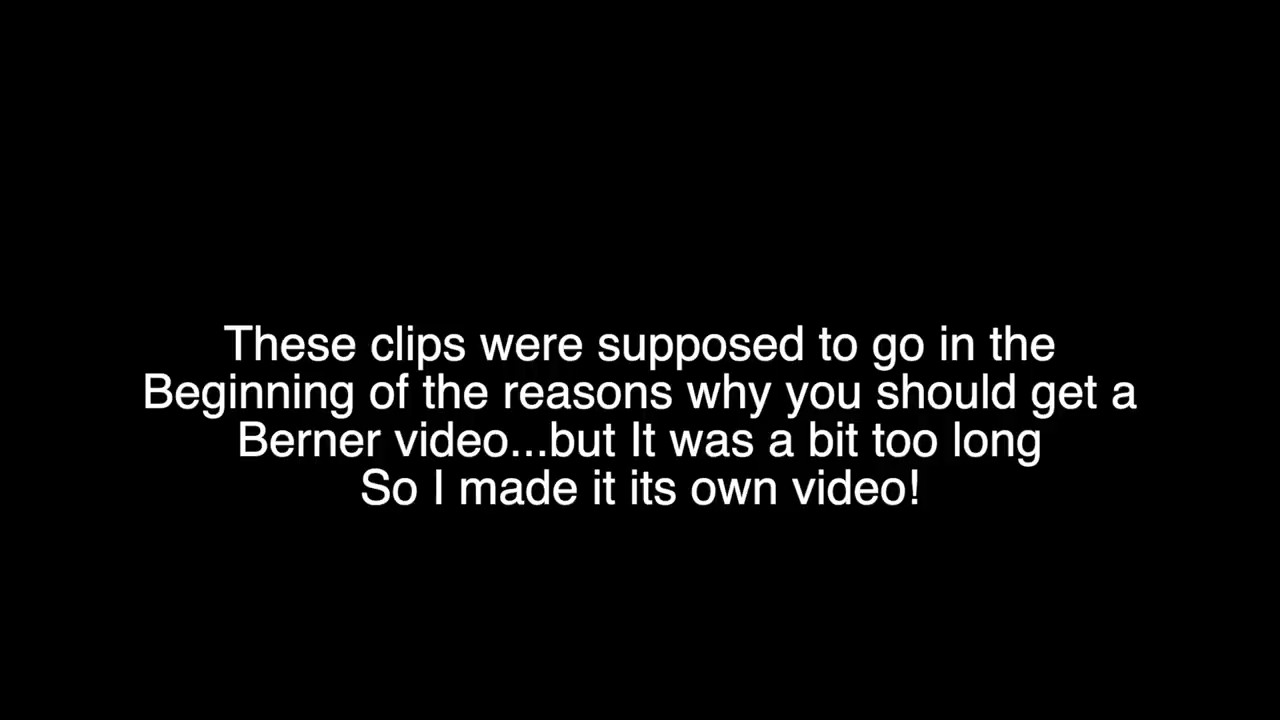 These clips were supposed to go in the
Beginning of the reasons why you should get a
Berner video...but It was a bit too long
So I made it its own video!